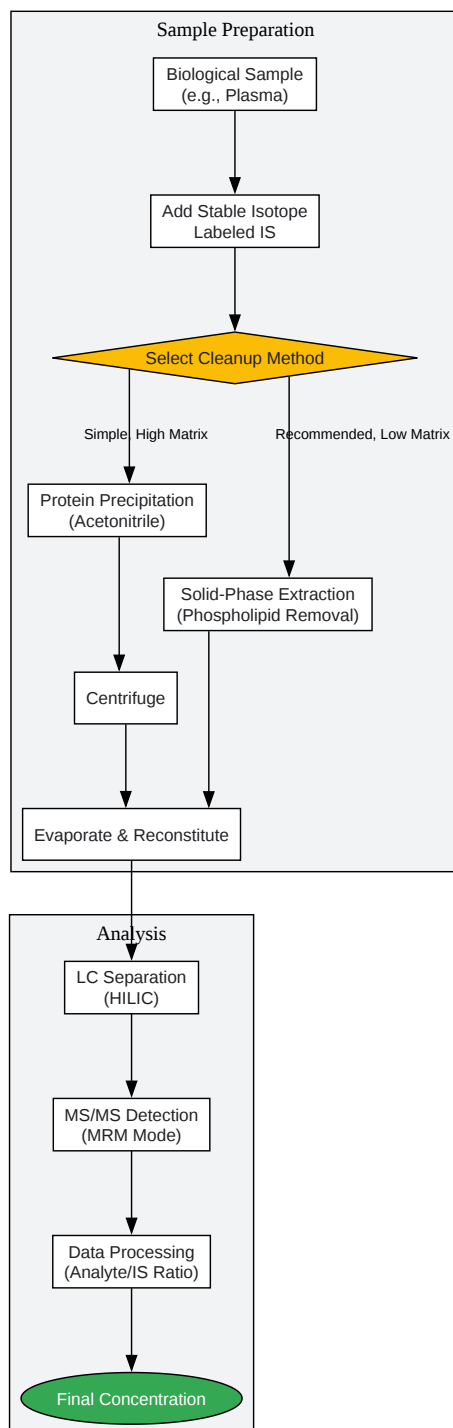 Sample Preparation
Biological Sample
(e.g., Plasma)
Add Stable Isotope
Labeled IS
Select Cleanup Method
Simple, High Matrix
Recommended, Low Matrix
Protein Precipitation
(Acetonitrile)
Solid-Phase Extraction
(Phospholipid Removal)
Centrifuge
Evaporate & Reconstitute
Analysis
LC Separation
(HILIC)
MS/MS Detection
(MRM Mode)
Data Processing
(Analyte/IS Ratio)
Final Concentration